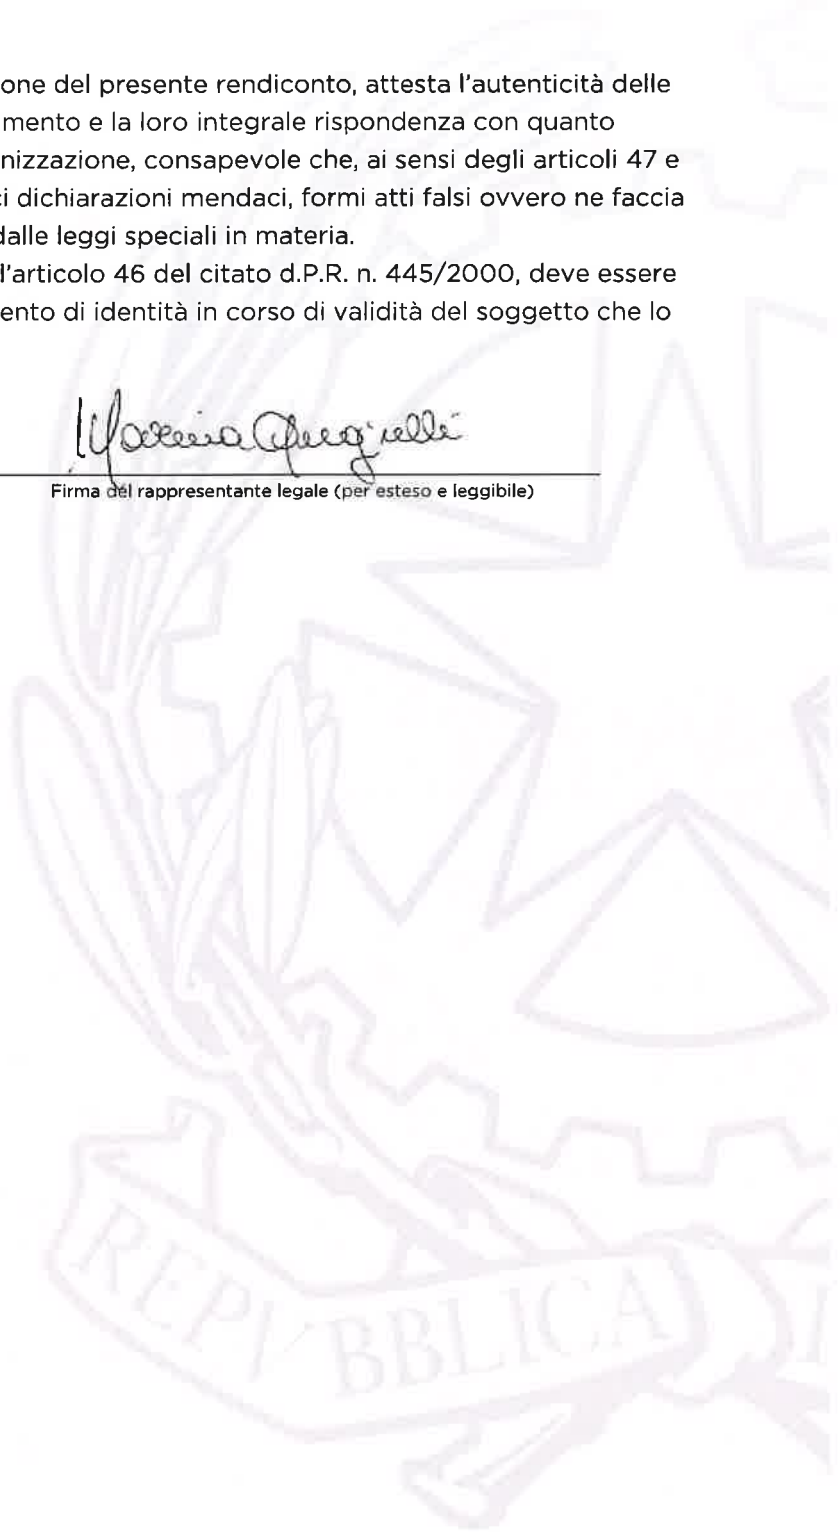 one del presente rendiconto, attesta l'autenticità delle
mento e la loro integrale rispondenza con quanto
nizzazione, consapevole che, ai sensi degli articoli 47 e
i dichiarazioni mendaci, formi atti falsi ovvero ne faccia
dalle leggi speciali in materia.
l'articolo 46 del citato d.P.R. n. 445/2000, deve essere
ento di identità in corso di validità del soggetto che lo
Firma del rappresentante legale (per esteso e leggibile)
REPVBBLICA I